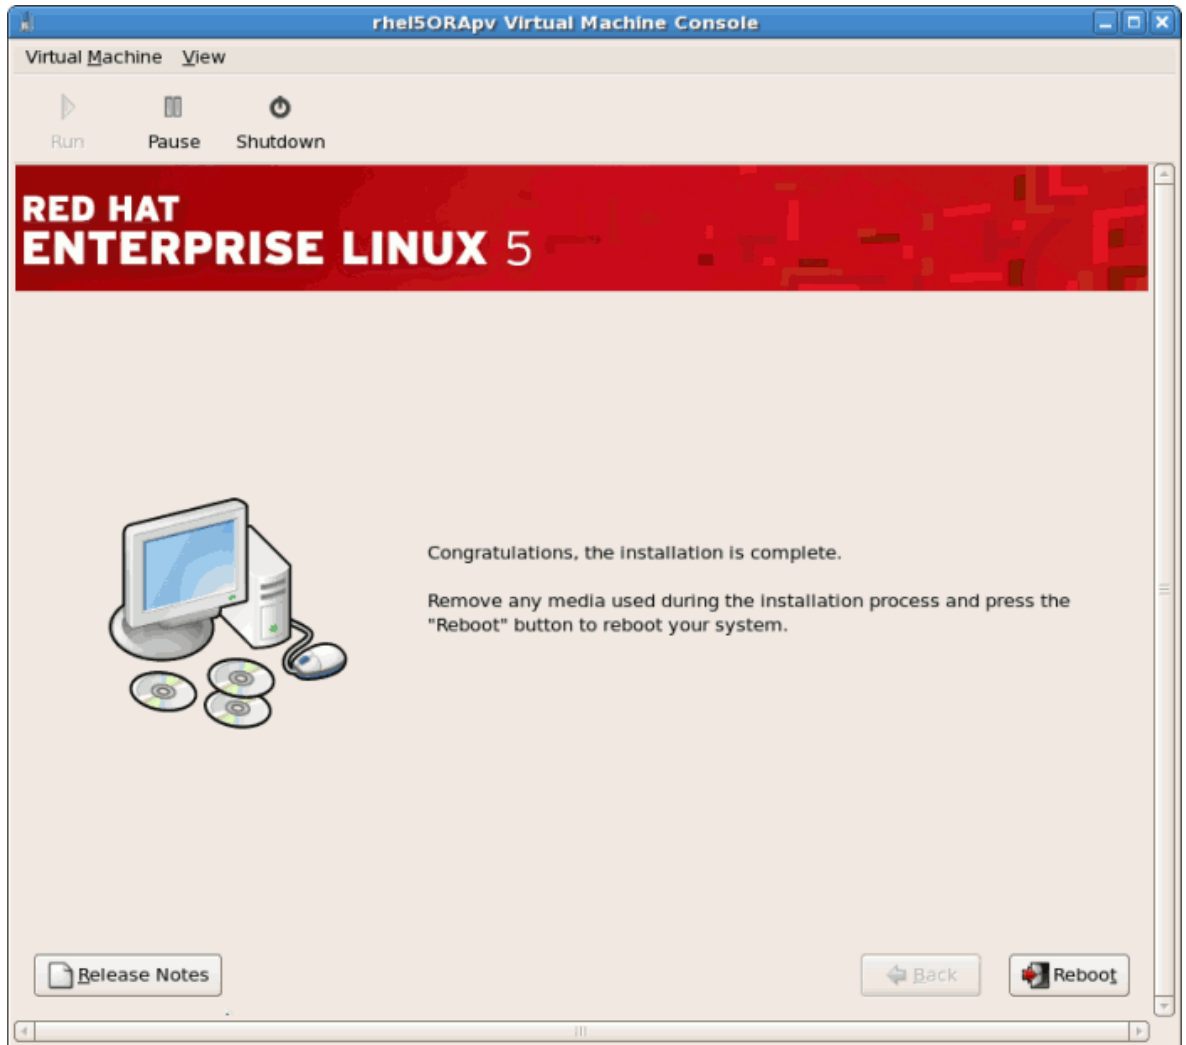 rhel5ORApv Virtual Machine Console
Virtual Machine View
Run Pause Shutdown
RED HAT
ENTERPRISE LINUX 5
Congratulations, the installation is complete.
Remove any media used during the installation process and press the
"Reboot" button to reboot your system.
Release Notes Back Reboot